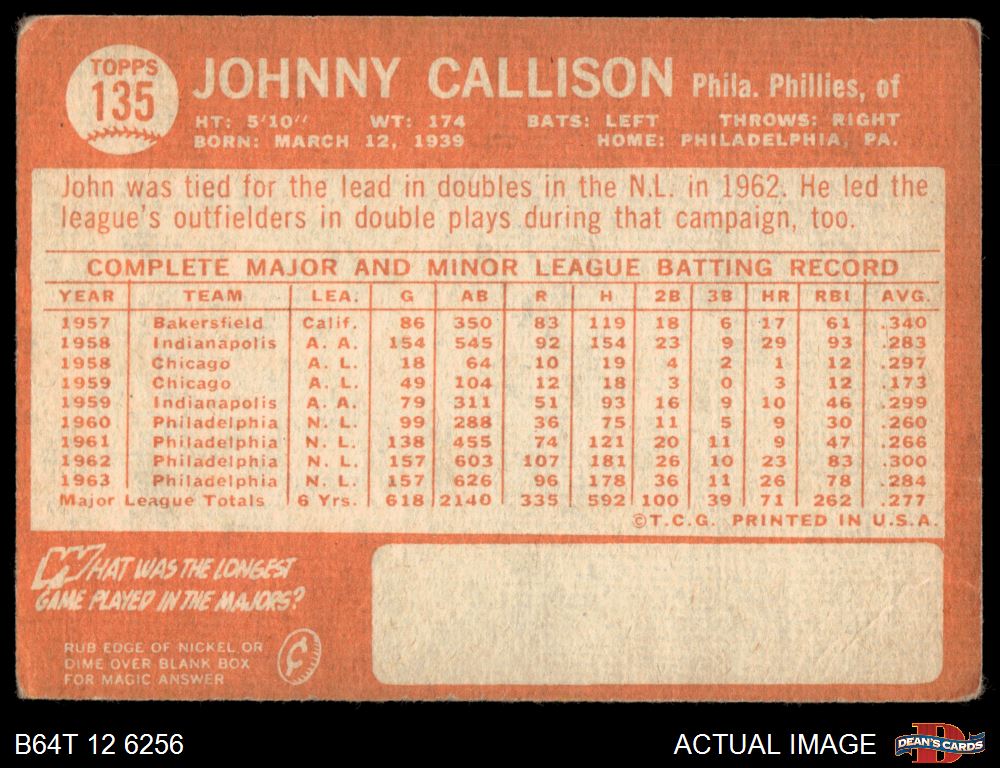 TOPPS
135
JOHNNY CALLISON Phila. Phillies, of
HT: 5'10" WT: 174 BATS: LEFT THROWS: RIGHT
BORN: MARCH 12, 1939 HOME: PHILADELPHIA, PA.
John was tied for the lead in doubles in the N.L. in 1962. He led the
league's outfielders in double plays during that campaign, too.
COMPLETE MAJOR AND MINOR LEAGUE BATTING RECORD
YEAR TEAM LEA. G AB R H 2B 3B HR RBI AVG.
1957 Bakersfield Calif. 86 350 83 119 18 6 17 61 .340
1958 Indianapolis A. A. 154 545 92 154 23 9 29 93 .283
1958 Chicago A. L. 18 64 10 19 4 2 1 12 .297
1959 Chicago A. L. 49 104 12 18 3 0 3 12 .173
1959 Indianapolis A. A. 79 311 51 93 16 9 10 46 .299
1960 Philadelphia N. L. 99 288 36 75 11 5 9 30 .260
1961 Philadelphia N. L. 138 455 74 121 20 11 9 47 .266
1962 Philadelphia N. L. 157 603 107 181 26 10 23 83 .300
1963 Philadelphia N. L. 157 626 96 178 36 11 26 78 .284
Major League Totals 6 Yrs. 618 2140 335 592 100 39 71 262 .277
©T.C.G. PRINTED IN U.S.A.
WHAT WAS THE LONGEST
GAME PLAYED IN THE MAJORS?
RUB EDGE OF NICKEL OR
DIME OVER BLANK BOX
FOR MAGIC ANSWER
B64T 12 6256
ACTUAL IMAGE
DEAN'S CARDS